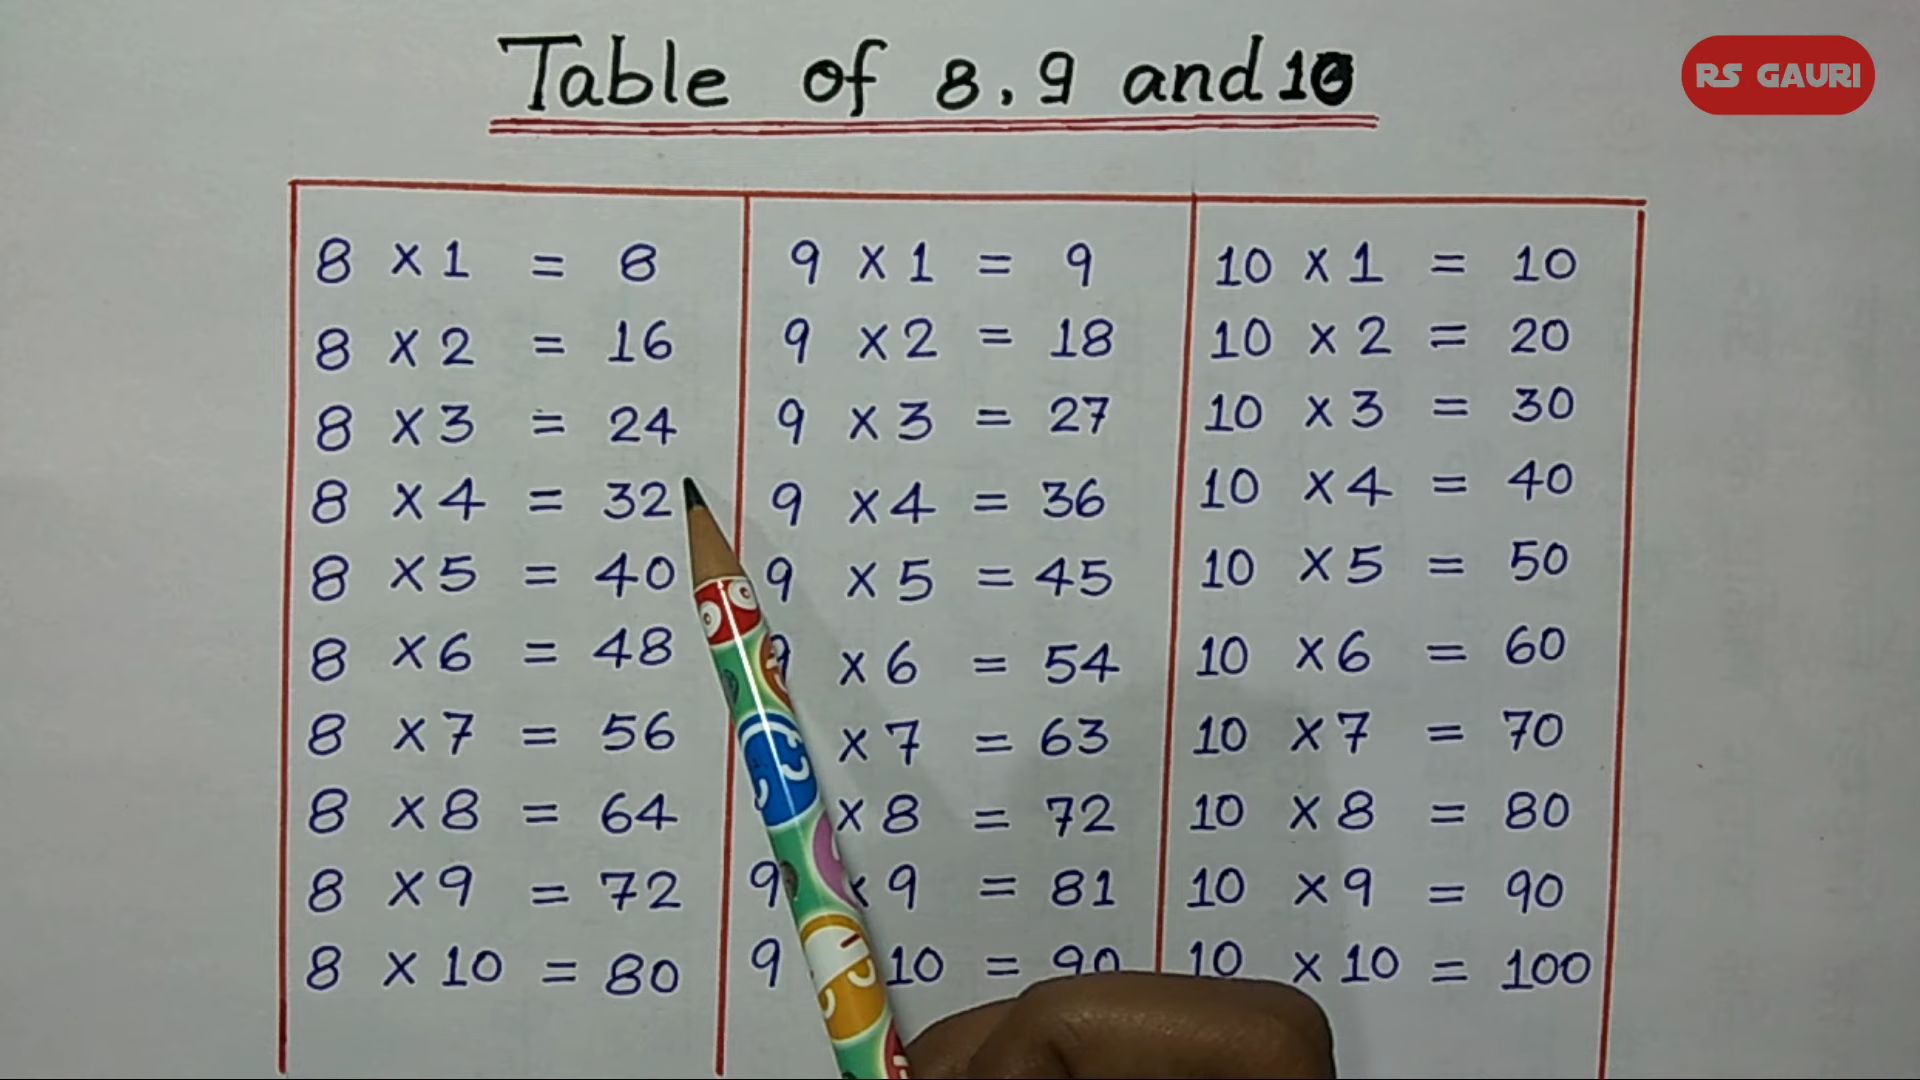 Table of 8, 9 and 10
RS GAURI
8 × 1 = 8
8 × 2 = 16
8 × 3 = 24
8 × 4 = 32
8 × 5 = 40
8 × 6 = 48
8 × 7 = 56
8 × 8 = 64
8 × 9 = 72
8 × 10 = 80
9 × 1 = 9
9 × 2 = 18
9 × 3 = 27
9 × 4 = 36
9 × 5 = 45
9 × 6 = 54
× 7 = 63
× 8 = 72
9 × 9 = 81
9 10 = 90
10 × 1 = 10
10 × 2 = 20
10 × 3 = 30
10 × 4 = 40
10 × 5 = 50
10 × 6 = 60
10 × 7 = 70
10 × 8 = 80
10 × 9 = 90
10 × 10 = 100